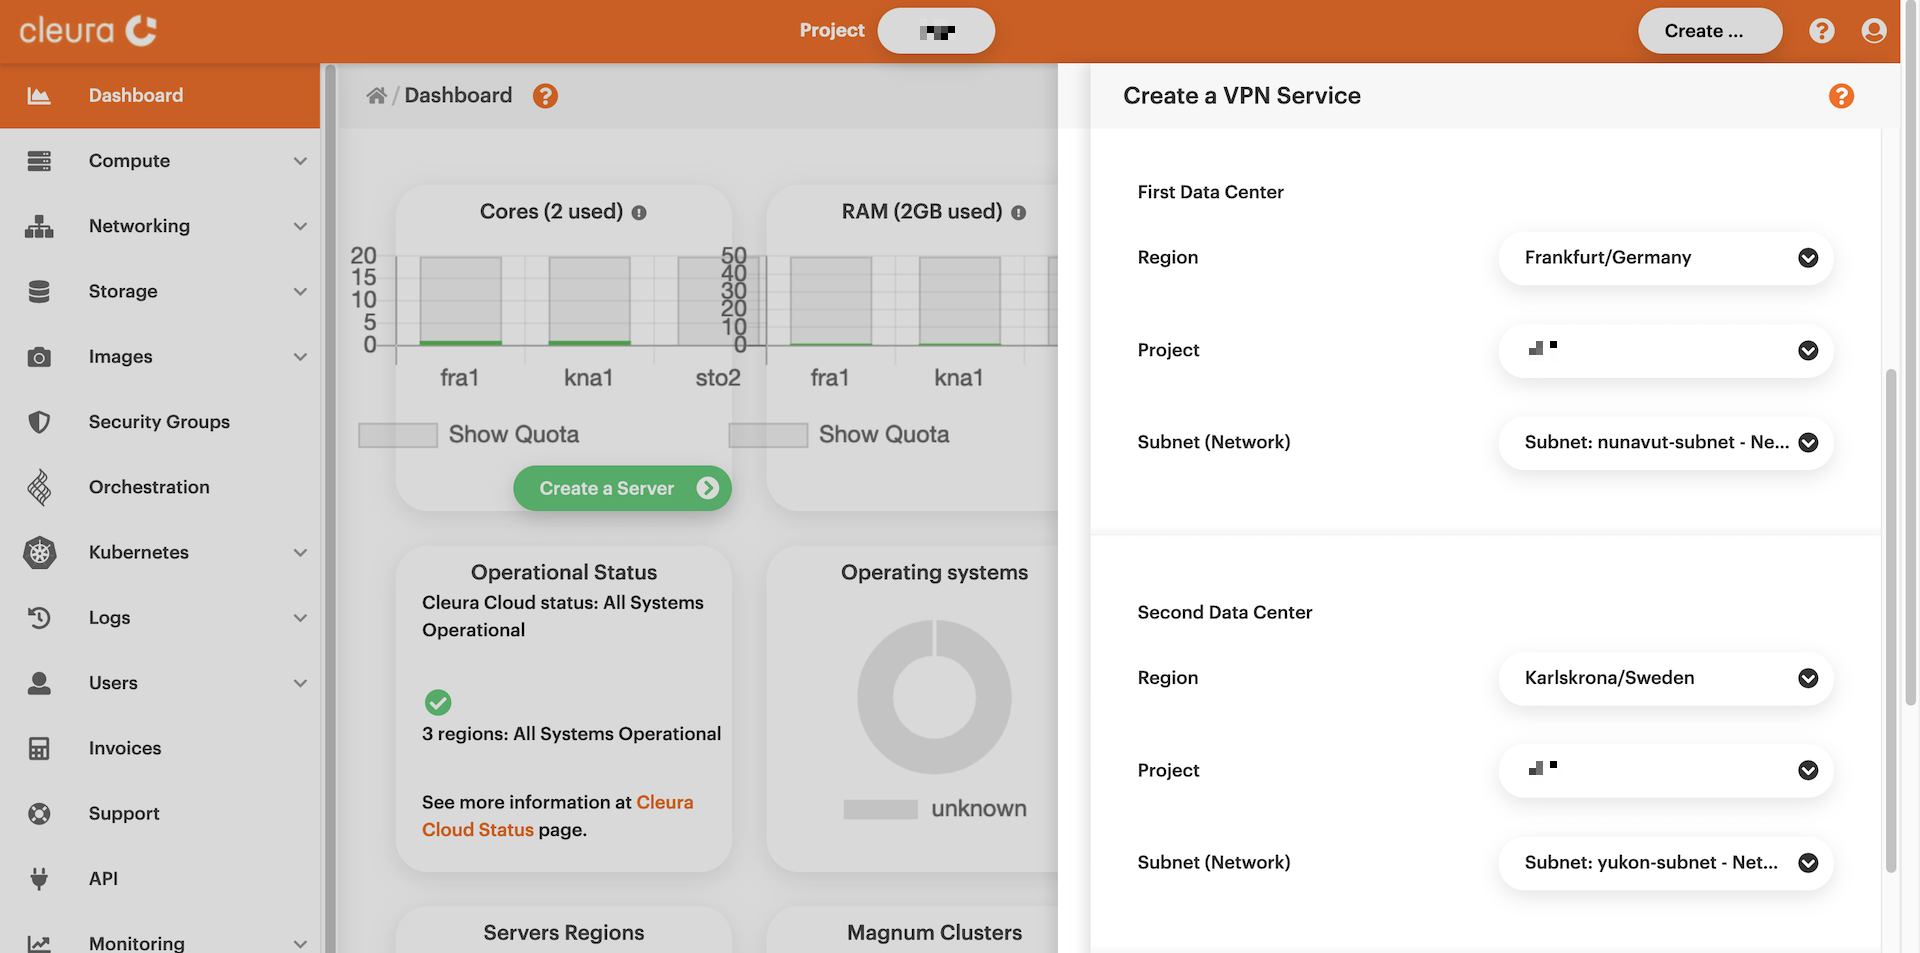 cleura
Project
Create ...
Dashboard
Compute
Networking
Storage
Images
Security Groups
Orchestration
Kubernetes
Logs
Users
Invoices
Support
API
Monitoring
/ Dashboard
Cores (2 used)
20
15
10
5
0
fra1
kna1
sto2
Show Quota
Create a Server
RAM (2GB used)
50
40
30
20
10
0
fra1
kna1
Show Quota
Operational Status
Cleura Cloud status: All Systems
Operational
3 regions: All Systems Operational
See more information at Cleura
Cloud Status page.
Operating systems
unknown
Servers Regions
Magnum Clusters
Create a VPN Service
First Data Center
Region
Frankfurt/Germany
Project
Subnet (Network)
Subnet: nunavut-subnet - Ne...
Second Data Center
Region
Karlskrona/Sweden
Project
Subnet (Network)
Subnet: yukon-subnet - Net...